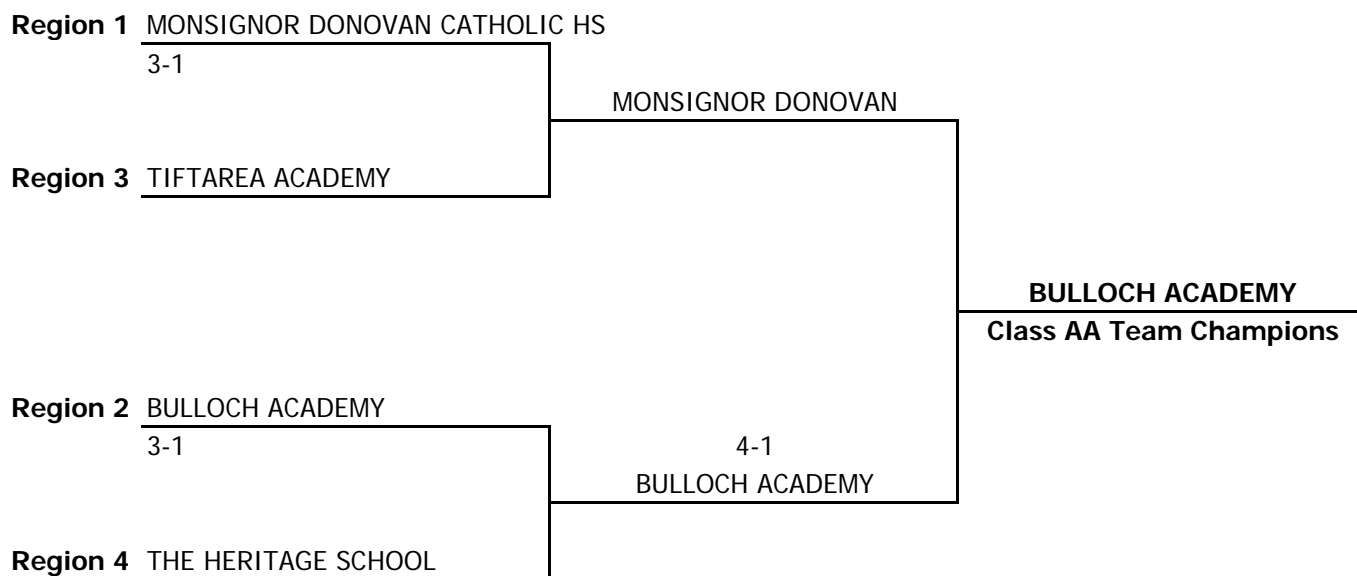 Region 1 MONSIGNOR DONOVAN CATHOLIC HS
3-1
MONSIGNOR DONOVAN
Region 3 TIFTAREA ACADEMY
BULLOCH ACADEMY
Class AA Team Champions
Region 2 BULLOCH ACADEMY
3-1
4-1
BULLOCH ACADEMY
Region 4 THE HERITAGE SCHOOL